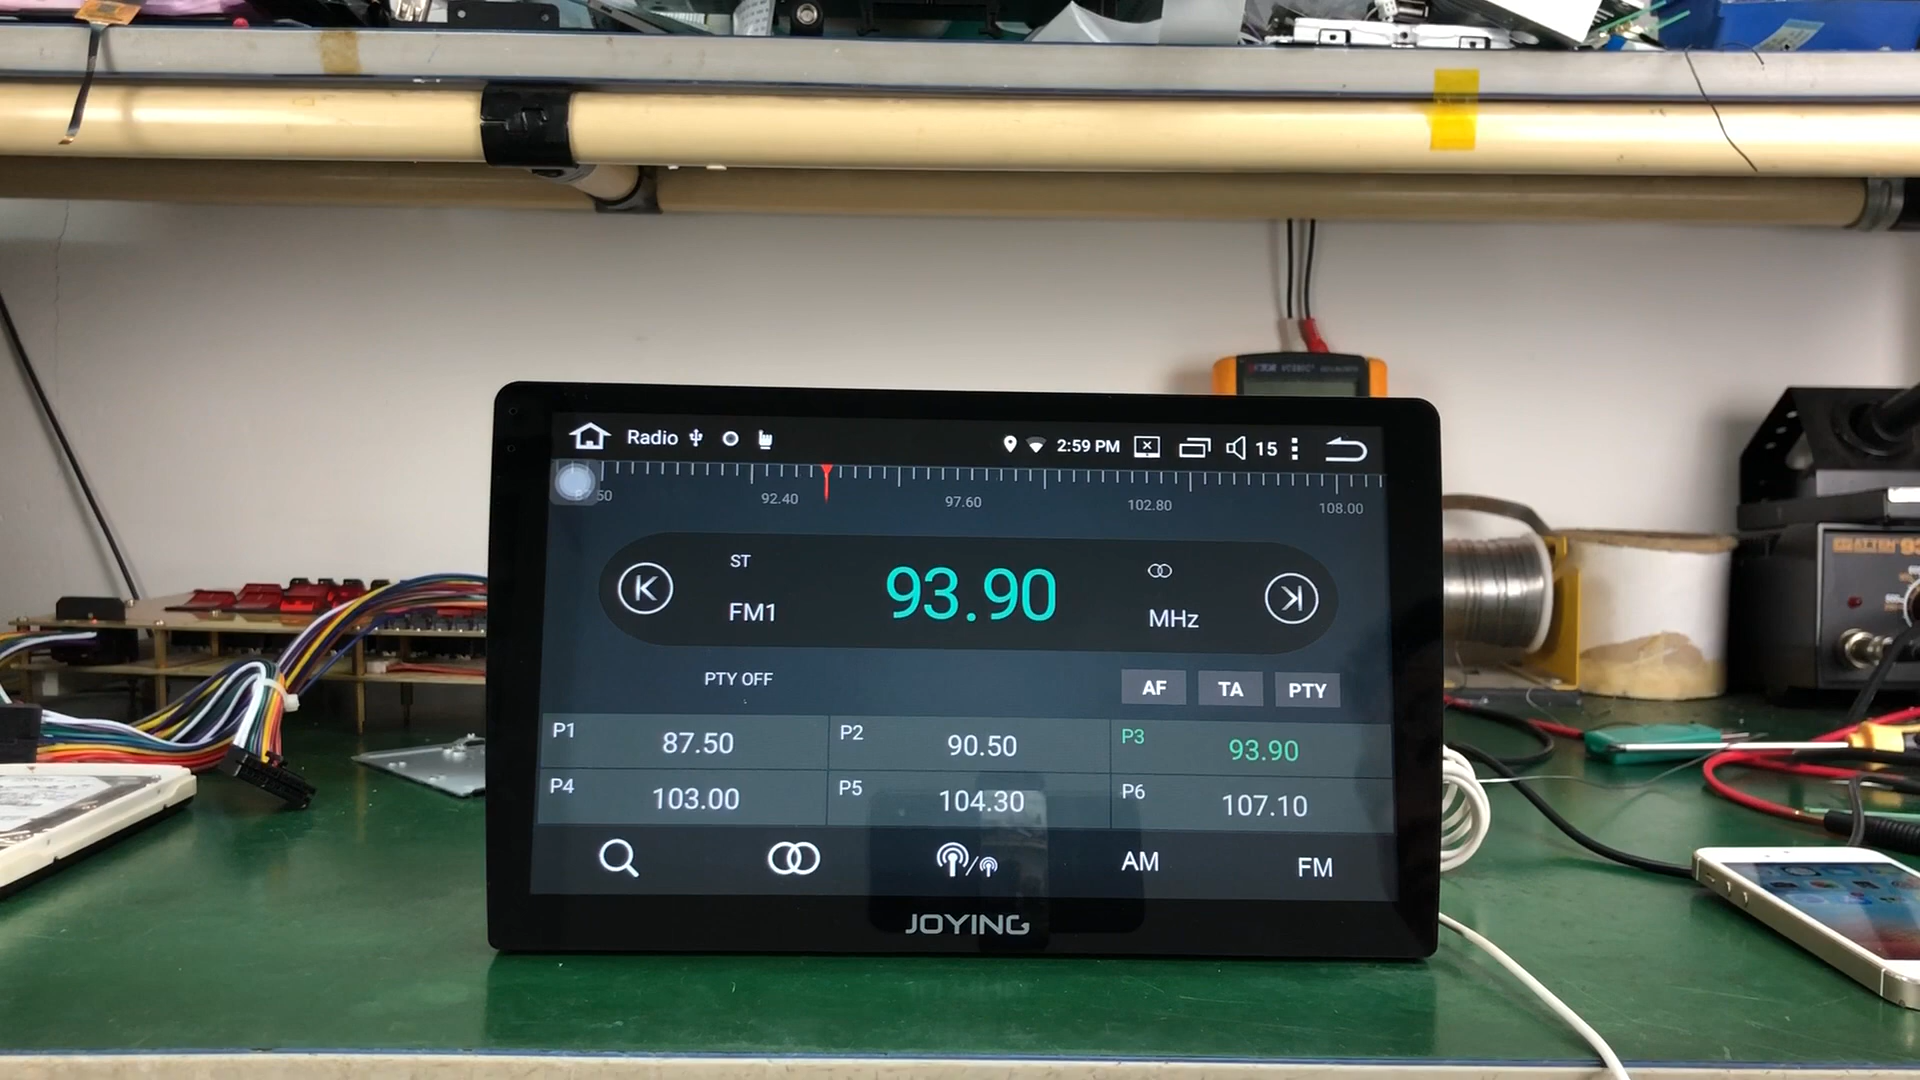 Radio 2:59 PM 15
92.40 97.60 102.80 108.00
ST
FM1 93.90 MHz
PTY OFF AF TA PTY
P1 87.50 P2 90.50 P3 93.90
P4 103.00 P5 104.30 P6 107.10
AM FM
JOYING